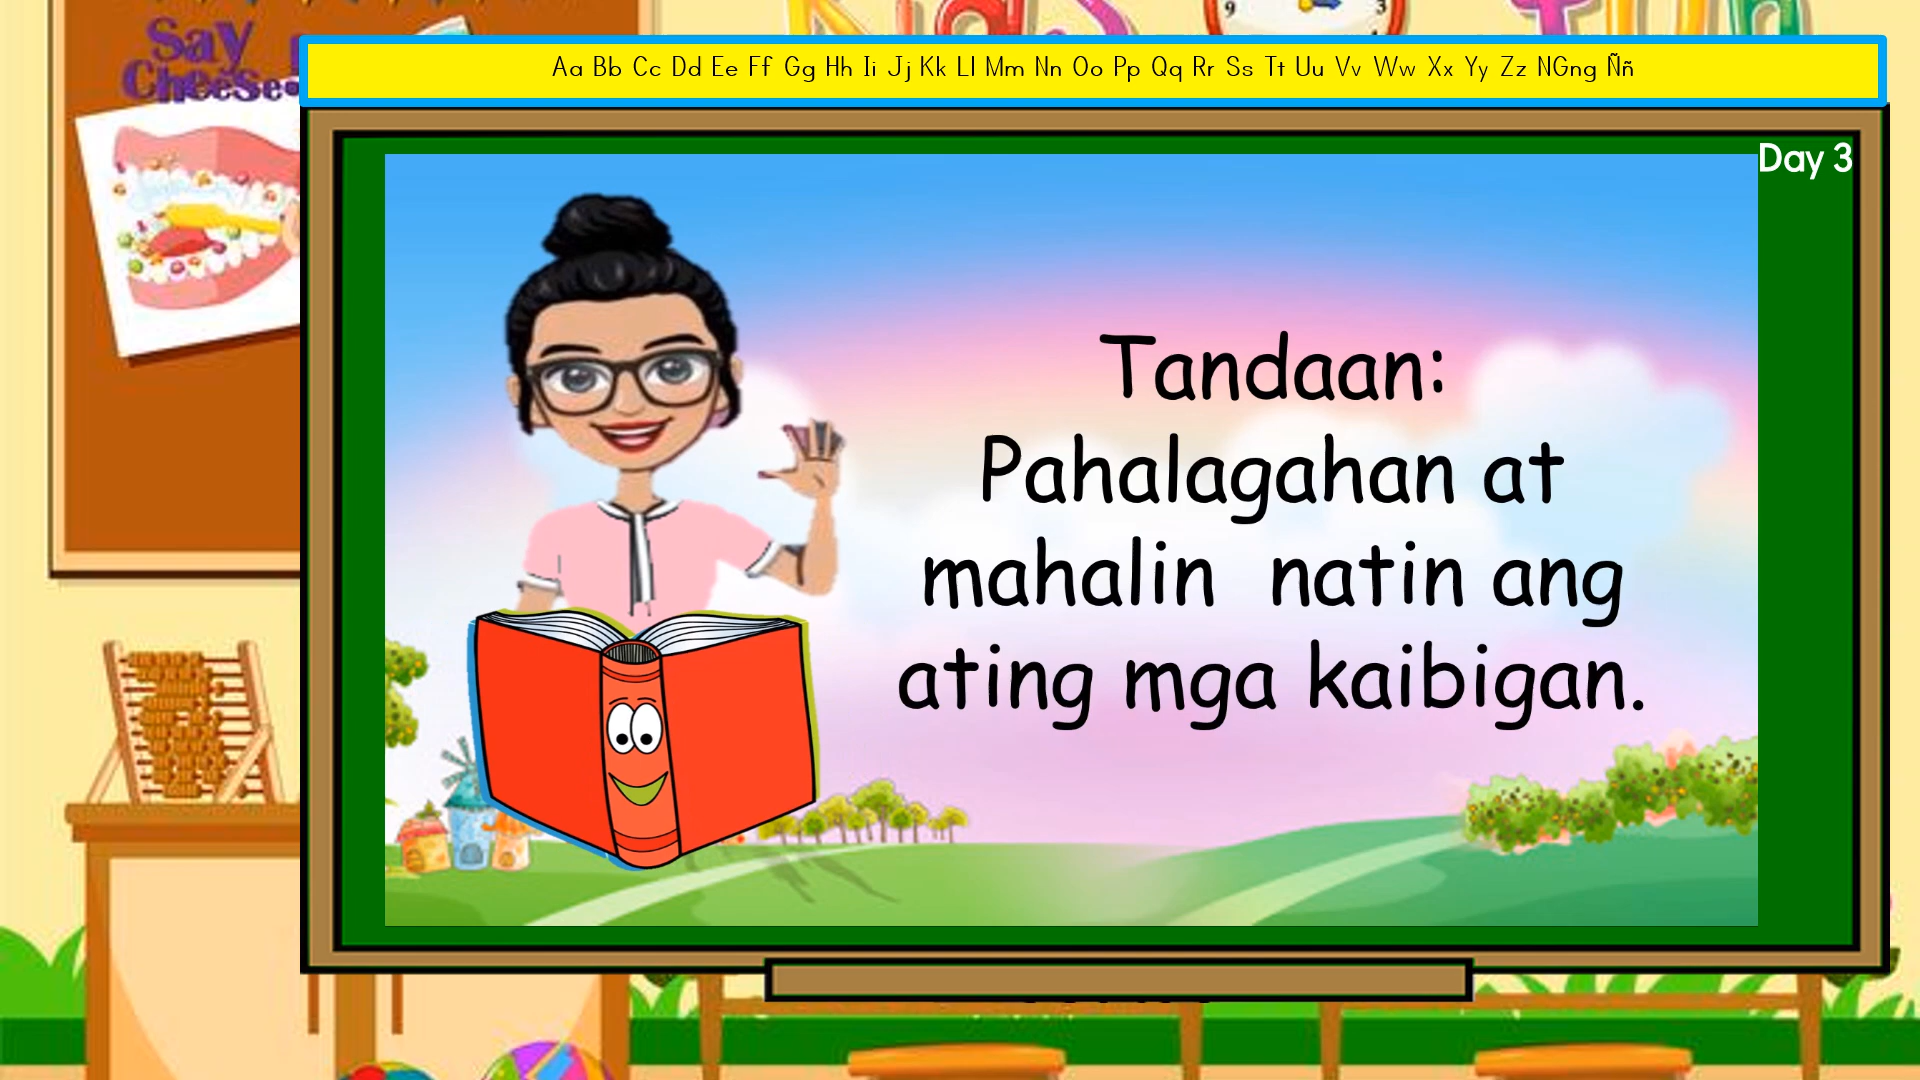 Say
Cheese
9 3
Aa Bb Cc Dd Ee Ff Gg Hh Ii Jj Kk Ll Mm Nn Oo Pp Qq Rr Ss Tt Uu Vv Ww Xx Yy Zz NGng Ññ
Day 3
Tandaan:
Pahalagahan at
mahalin natin ang
ating mga kaibigan.